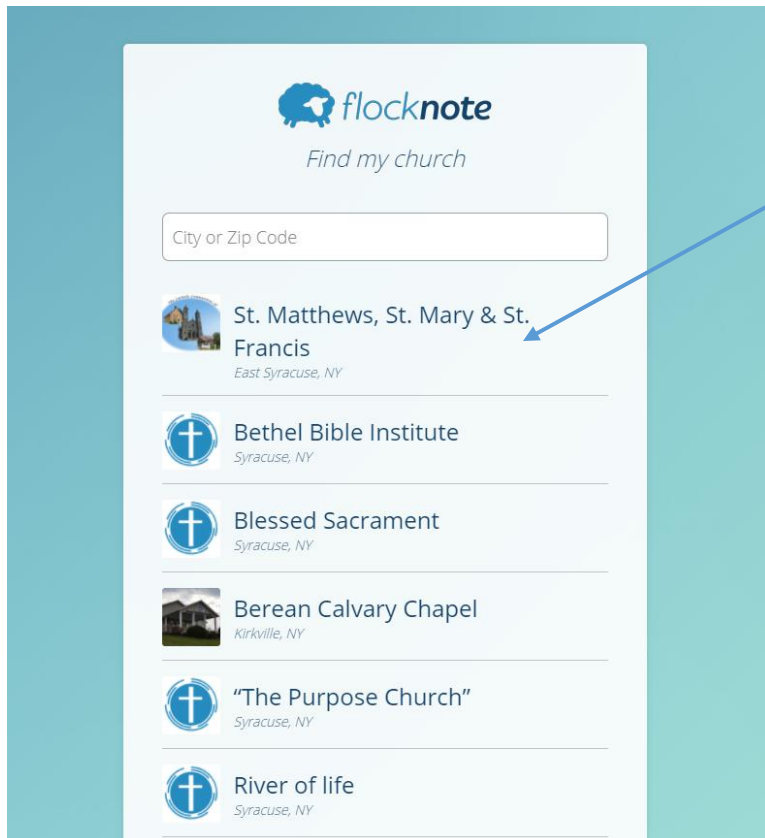 flocknote
Find my church
City or Zip Code
St. Matthews, St. Mary & St.
Francis
East Syracuse, NY
Bethel Bible Institute
Syracuse, NY
Blessed Sacrament
Syracuse, NY
Berean Calvary Chapel
Kirkville, NY
“The Purpose Church”
Syracuse, NY
River of life
Syracuse, NY